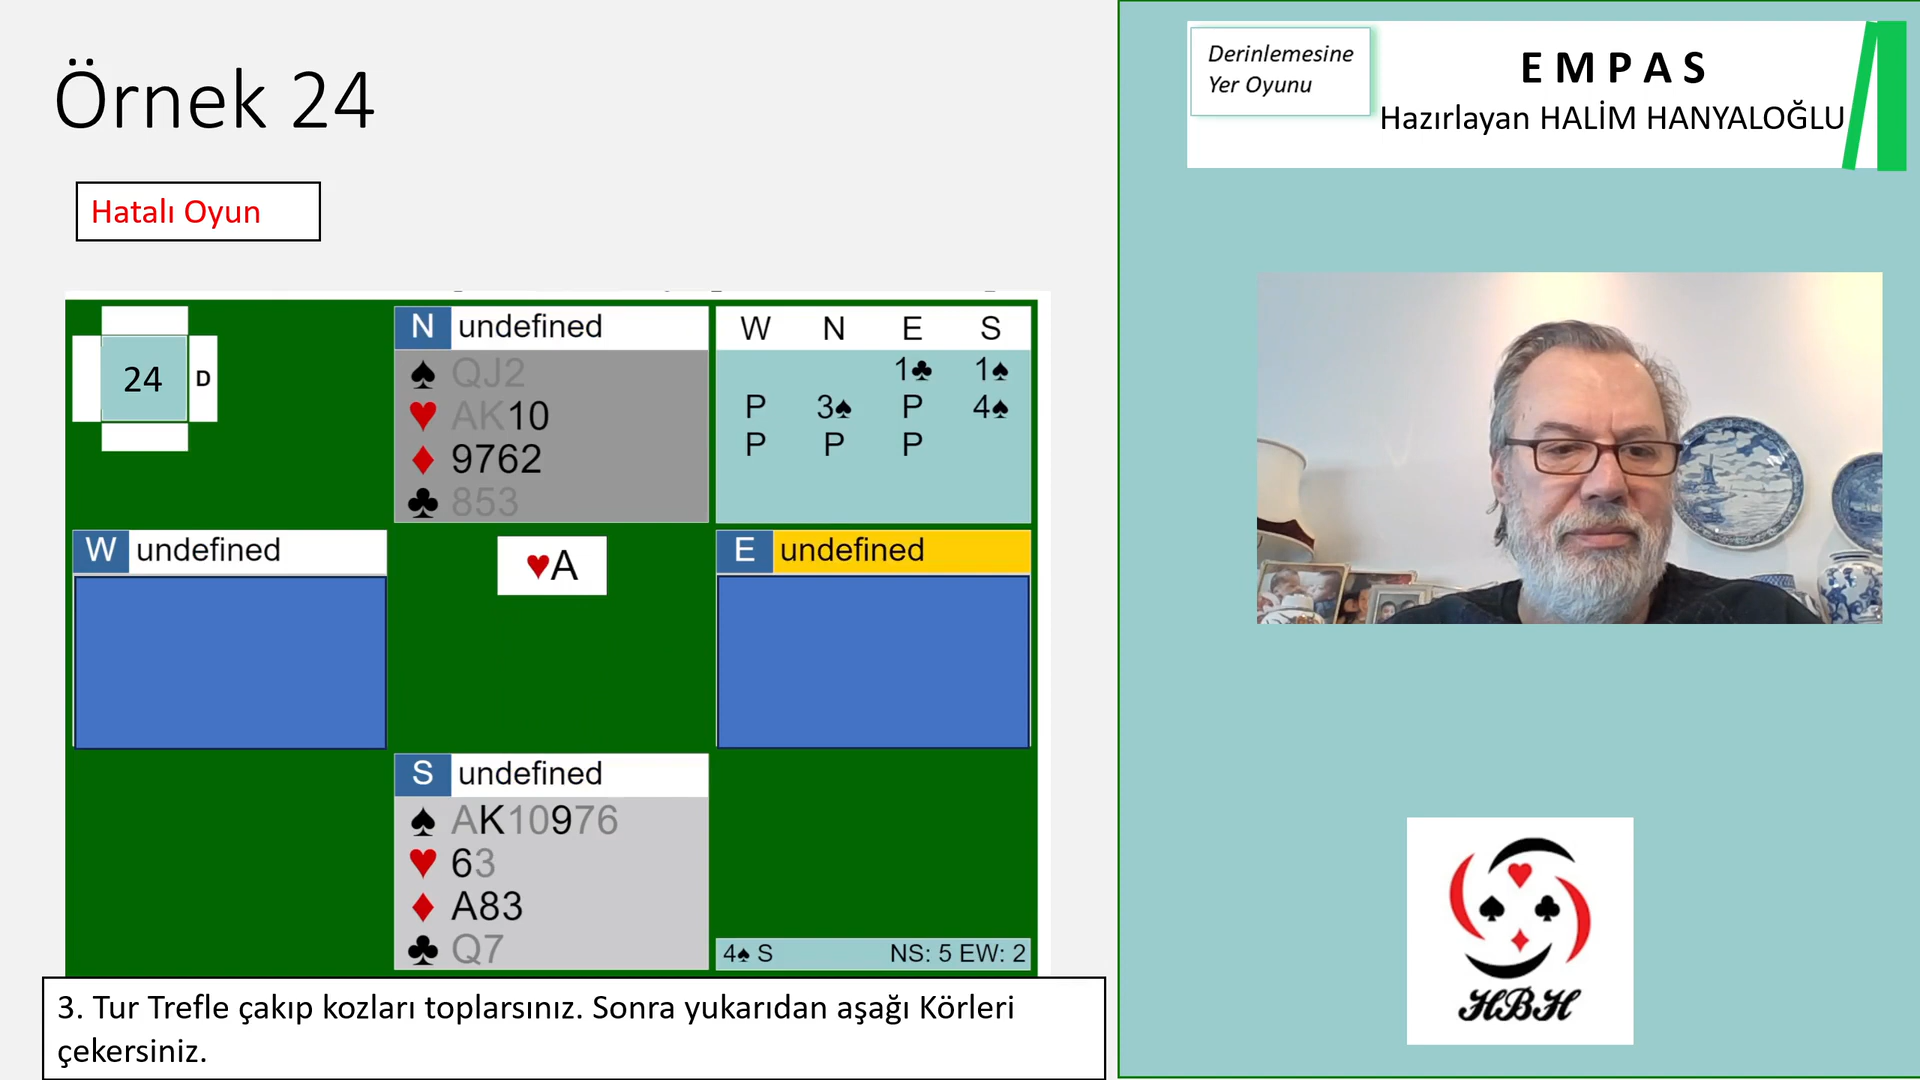 Örnek 24
Hatalı Oyun
24
D
N undefined
♠ QJ2
♥ AK10
♦ 9762
♣ 853
W N E S
1♣ 1♠
P 3♠ P 4♠
P P P
W undefined
♥A
E undefined
S undefined
♠ AK10976
♥ 63
♦ A83
♣ Q7
4♠ S NS: 5 EW: 2
3. Tur Trefle çakıp kozları toplarsınız. Sonra yukarıdan aşağı Körleri
çekersiniz.
Derinlemesine
Yer Oyunu
EMPAS
Hazırlayan HALİM HANYALOĞLU
HBH